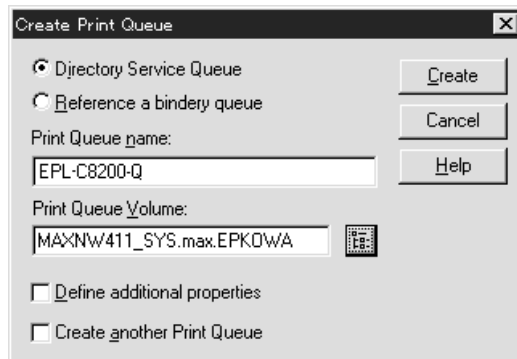 Create Print Queue
Directory Service Queue
Reference a bindery queue
Print Queue name:
EPL-C8200-Q
Print Queue Volume:
MAXNW411_SYS.max.EPKOWA
Define additional properties
Create another Print Queue
Create
Cancel
Help